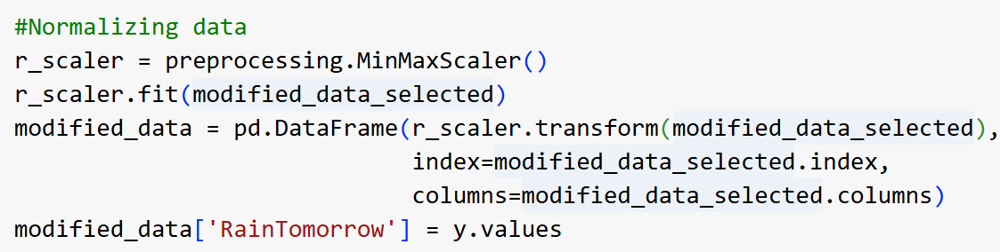 #Normalizing data
r_scaler = preprocessing.MinMaxScaler()
r_scaler.fit(modified_data_selected)
modified_data = pd.DataFrame(r_scaler.transform(modified_data_selected),
                             index=modified_data_selected.index,
                             columns=modified_data_selected.columns)
modified_data['RainTomorrow'] = y.values